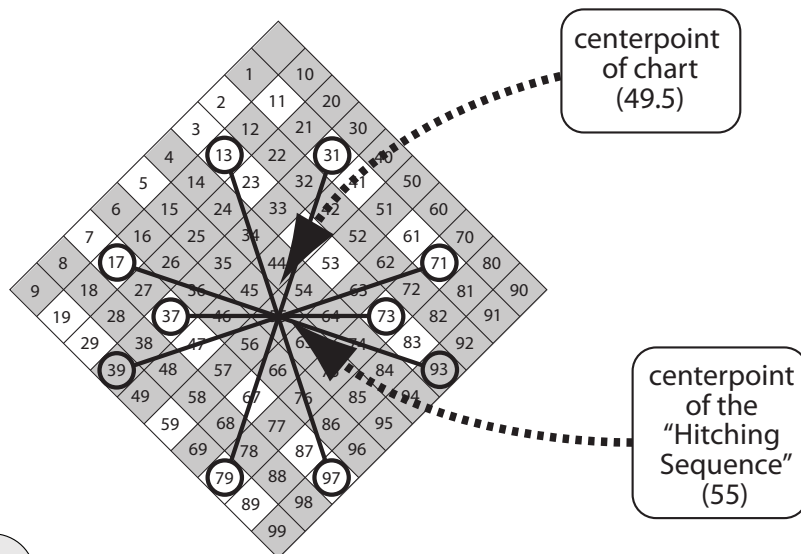 centerpoint
of chart
(49.5)
1 10
2 11 20
3 12 21 30
4 13 22 31 40
5 14 23 32 41 50
6 15 24 33 42 51 60
7 16 25 34 52 61 70
8 17 26 35 44 53 62 71 80
9 18 27 36 45 54 63 72 81 90
19 28 37 46 64 73 82 91
29 38 47 56 65 74 83 92
39 48 57 66 75 84 93
49 58 67 76 85 94
59 68 77 86 95
69 78 87 96
79 88 97
89 98
99
centerpoint
of the
“Hitching
Sequence”
(55)